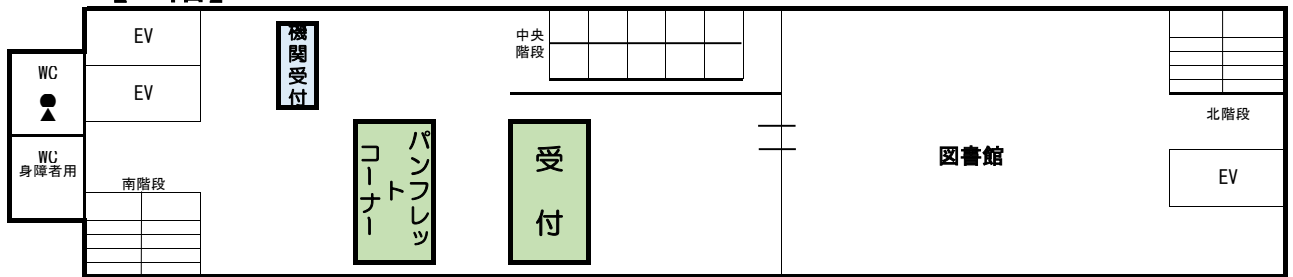 EV
EV
WC
WC
身障者用
南階段
機関受付
パンフレット
コーナー
受付
中央
階段
図書館
北階段
EV